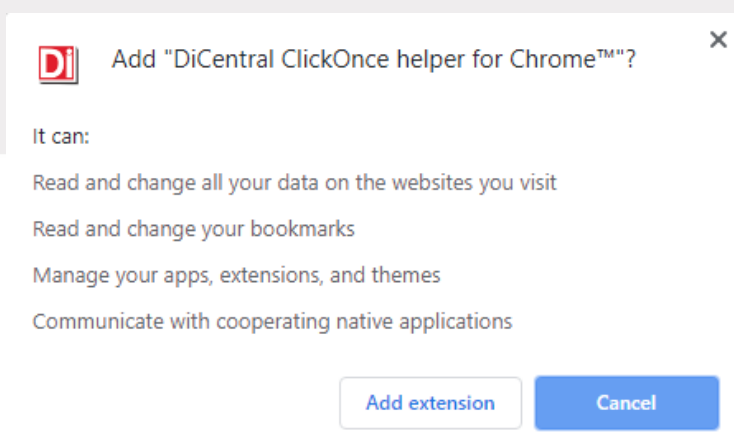 Di
Add "DiCentral ClickOnce helper for Chrome™"?
It can:
Read and change all your data on the websites you visit
Read and change your bookmarks
Manage your apps, extensions, and themes
Communicate with cooperating native applications
Add extension
Cancel